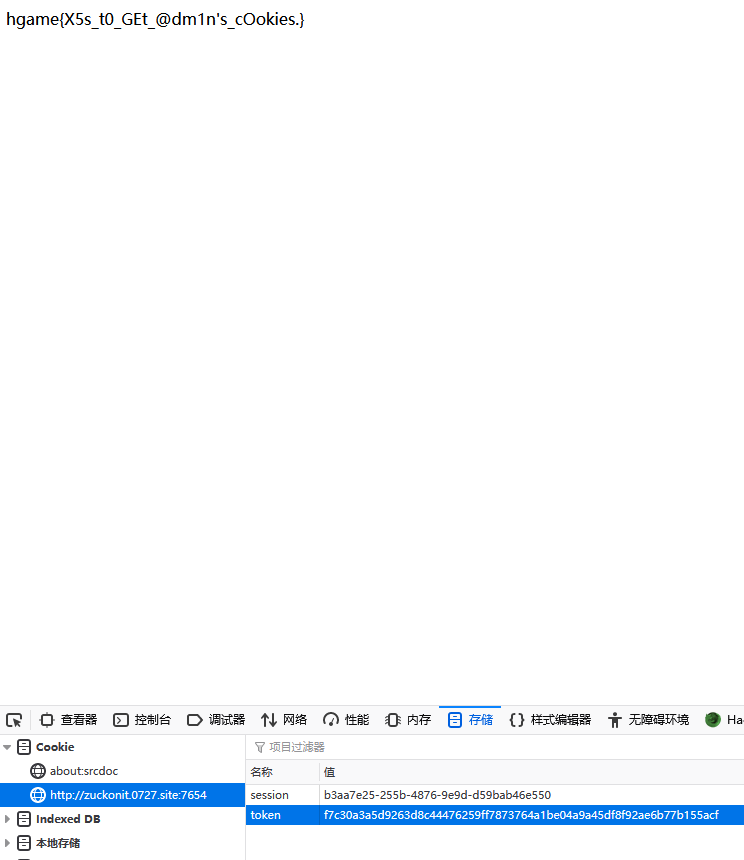 hgame{X5s_t0_GEt_@dm1n's_cOokies.}
查看器 控制台 调试器 网络 性能 内存 存储 样式编辑器 无障碍环境 Ha
Cookie 项目过滤器
about:srcdoc 名称 值
http://zuckonit.0727.site:7654 session b3aa7e25-255b-4876-9e9d-d59bab46e550
token f7c30a3a5d9263d8c44476259ff7873764a1be04a9a45df8f92ae6b77b155acf
Indexed DB
本地存储